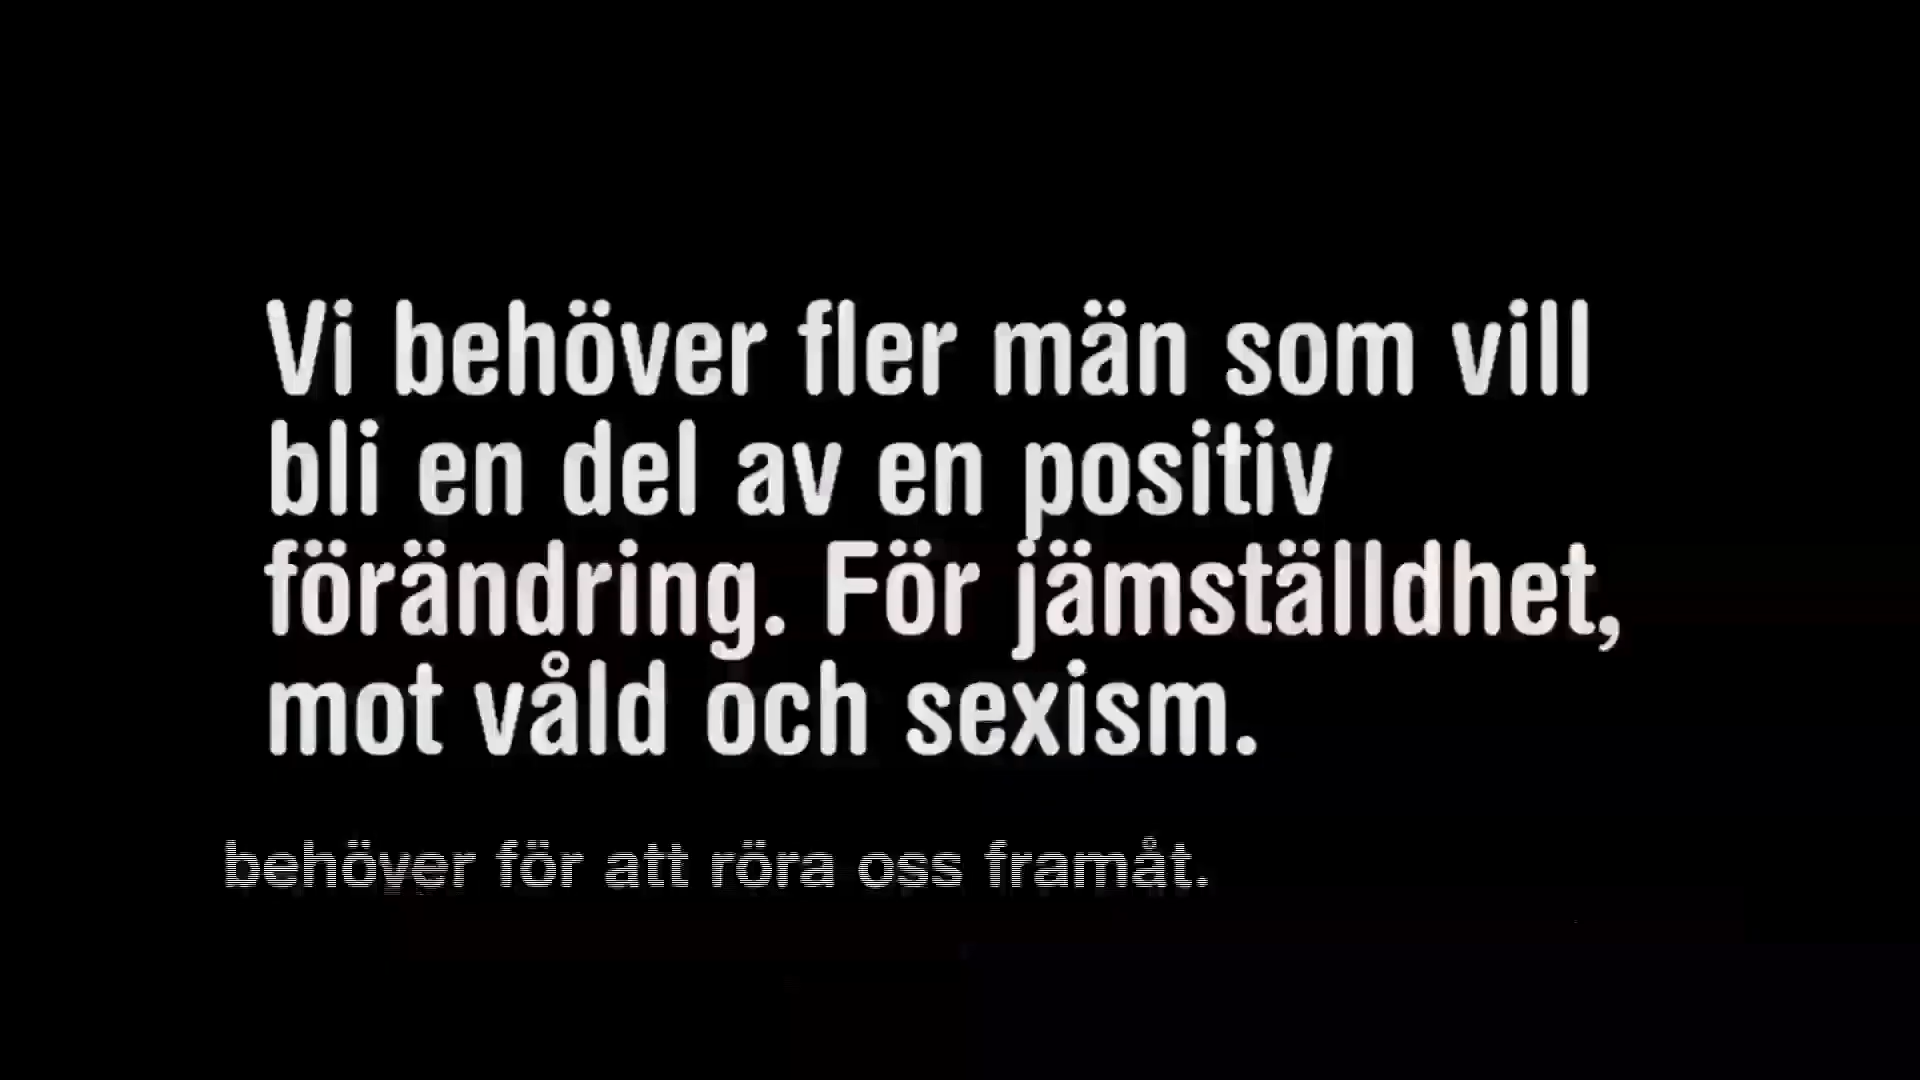 Vi behöver fler män som vill
bli en del av en positiv
förändring. För jämställdhet,
mot våld och sexism.
behöver för att röra oss framåt.